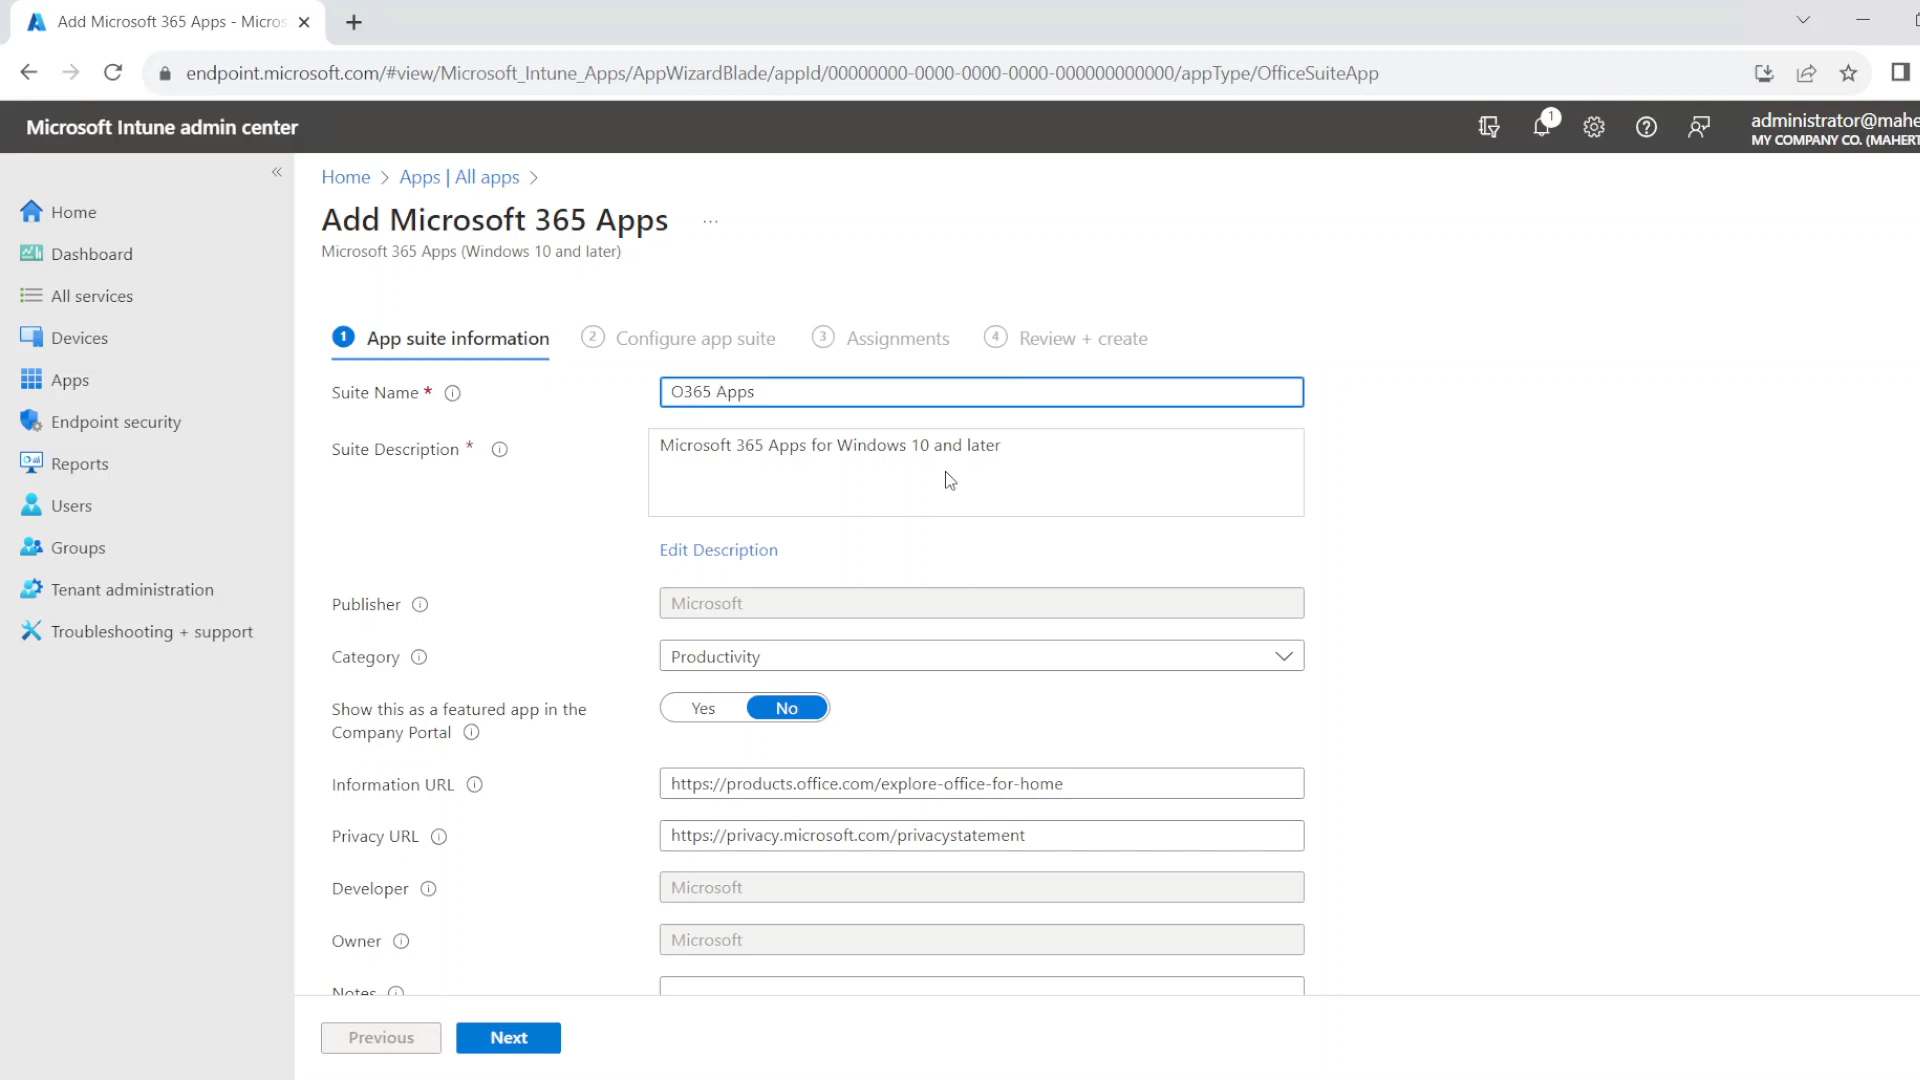 Add Microsoft 365 Apps - Micros
endpoint.microsoft.com/#view/Microsoft_Intune_Apps/AppWizardBlade/appId/00000000-0000-0000-0000-000000000000/appType/OfficeSuiteApp
Microsoft Intune admin center
1
administrator@mahe
MY COMPANY CO. (MAHERT
Home
Dashboard
All services
Devices
Apps
Endpoint security
Reports
Users
Groups
Tenant administration
Troubleshooting + support
Home > Apps | All apps >
Add Microsoft 365 Apps ...
Microsoft 365 Apps (Windows 10 and later)
1 App suite information 2 Configure app suite 3 Assignments 4 Review + create
Suite Name * O365 Apps
Suite Description * Microsoft 365 Apps for Windows 10 and later
Edit Description
Publisher Microsoft
Category Productivity
Show this as a featured app in the
Company Portal
Yes No
Information URL https://products.office.com/explore-office-for-home
Privacy URL https://privacy.microsoft.com/privacystatement
Developer Microsoft
Owner Microsoft
Notes
Previous Next